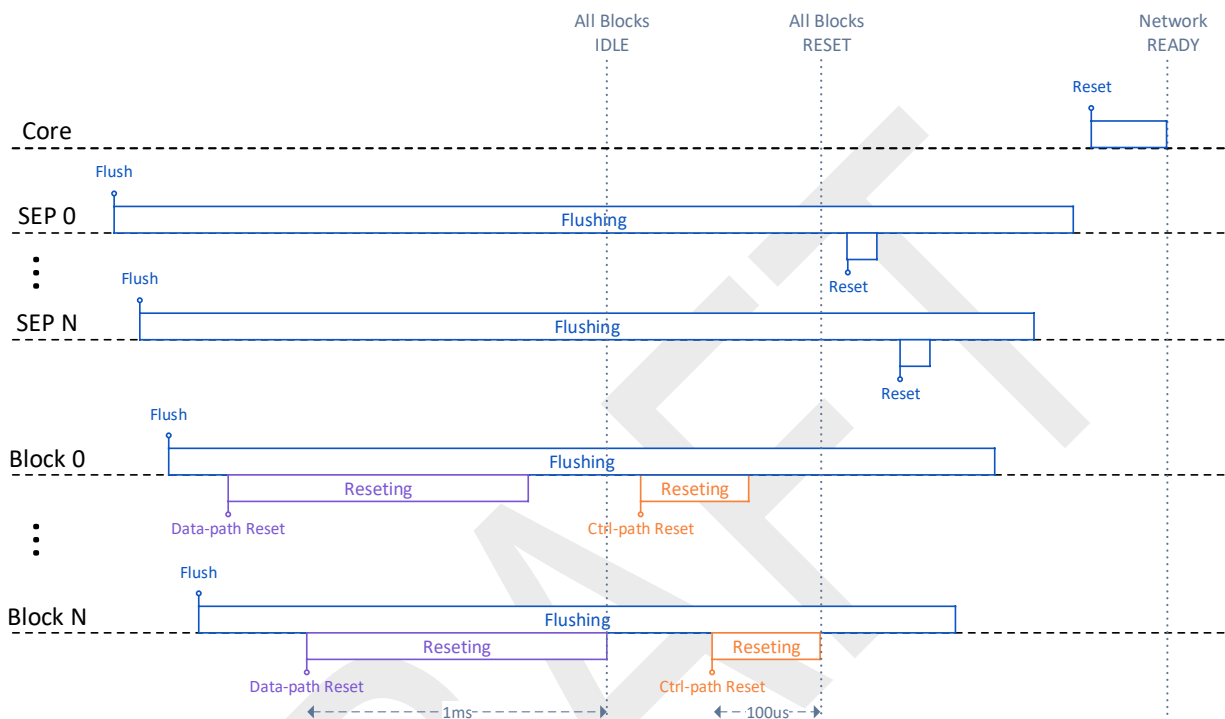 All Blocks
IDLE
All Blocks
RESET
Network
READY
Reset
Core
Flush
SEP 0
Flushing
Reset
Flush
SEP N
Flushing
Reset
Flush
Block 0
Flushing
Reseting
Reseting
Data-path Reset
Ctrl-path Reset
Flush
Block N
Flushing
Reseting
Reseting
Data-path Reset
Ctrl-path Reset
1ms
100us
DRAFT